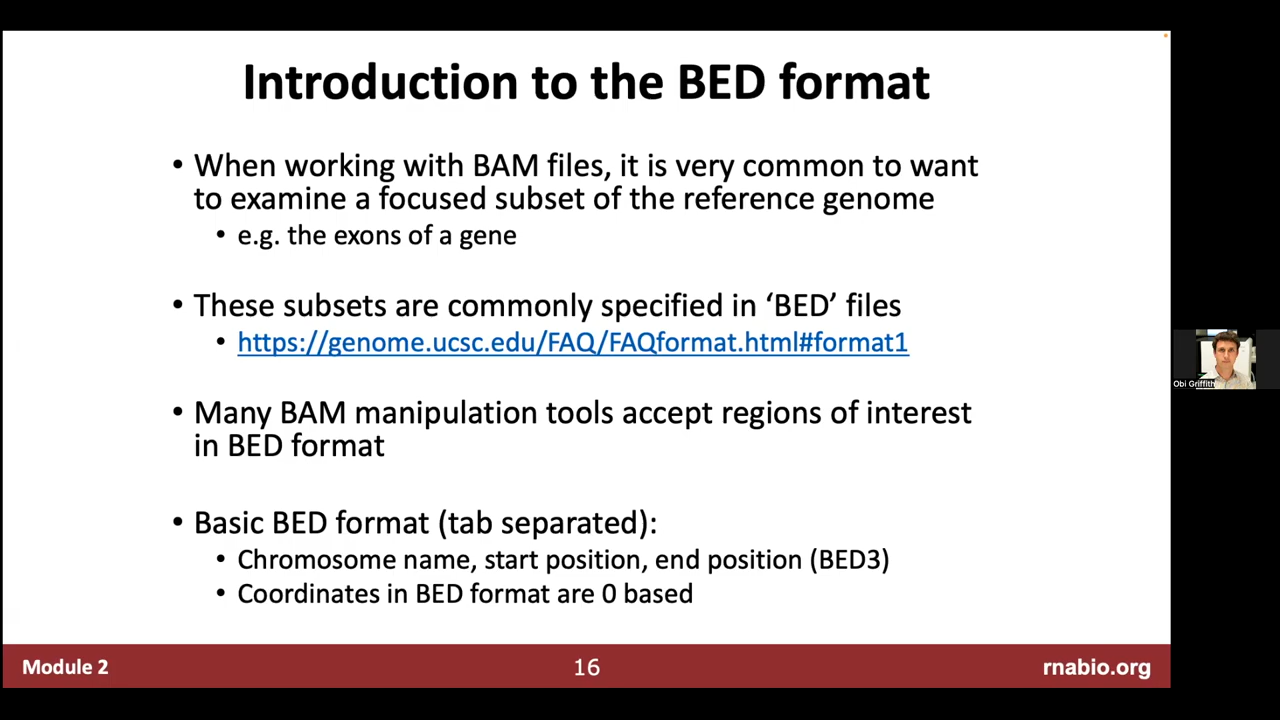 Introduction to the BED format
• When working with BAM files, it is very common to want
to examine a focused subset of the reference genome
• e.g. the exons of a gene
• These subsets are commonly specified in ‘BED’ files
• https://genome.ucsc.edu/FAQ/FAQformat.html#format1
• Many BAM manipulation tools accept regions of interest
in BED format
• Basic BED format (tab separated):
• Chromosome name, start position, end position (BED3)
• Coordinates in BED format are 0 based
Obi Griffith
Module 2
16
rnabio.org